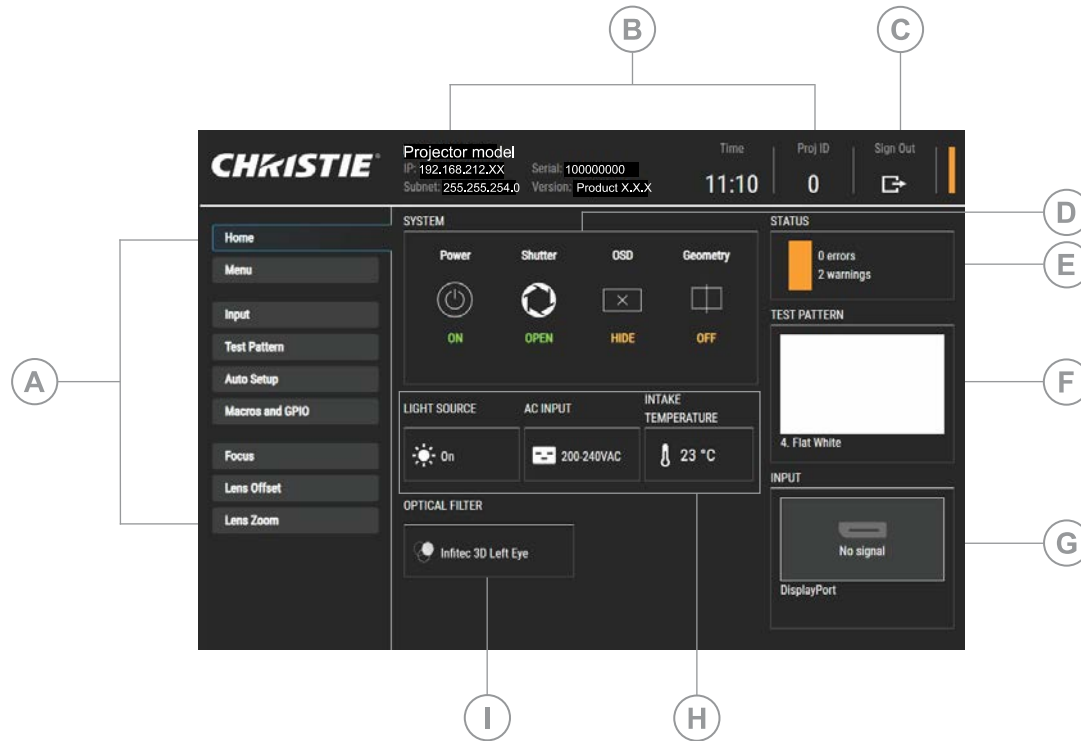 B
C
CHRISTIE®
Projector model
IP: 192.168.212.XX
Serial: 100000000
Subnet: 255.255.254.0
Version: Product X.X.X
Time
11:10
Proj ID
0
Sign Out
A
Home
Menu
Input
Test Pattern
Auto Setup
Macros and GPIO
Focus
Lens Offset
Lens Zoom
SYSTEM
Power
Shutter
OSD
Geometry
ON
OPEN
HIDE
OFF
D
STATUS
0 errors
2 warnings
E
TEST PATTERN
4. Flat White
F
LIGHT SOURCE
On
AC INPUT
200-240VAC
INTAKE
TEMPERATURE
23 °C
INPUT
No signal
DisplayPort
G
OPTICAL FILTER
Infitec 3D Left Eye
I
H